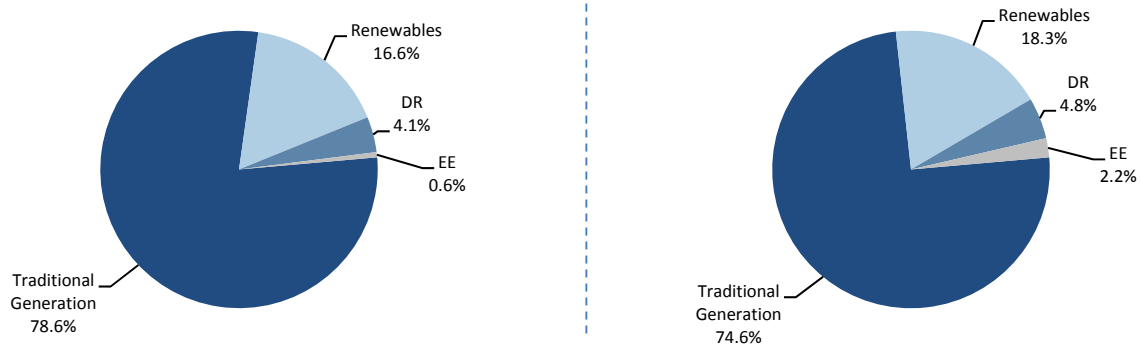 Renewables
16.6%
DR
4.1%
EE
0.6%
Traditional
Generation
78.6%
Renewables
18.3%
DR
4.8%
EE
2.2%
Traditional
Generation
74.6%